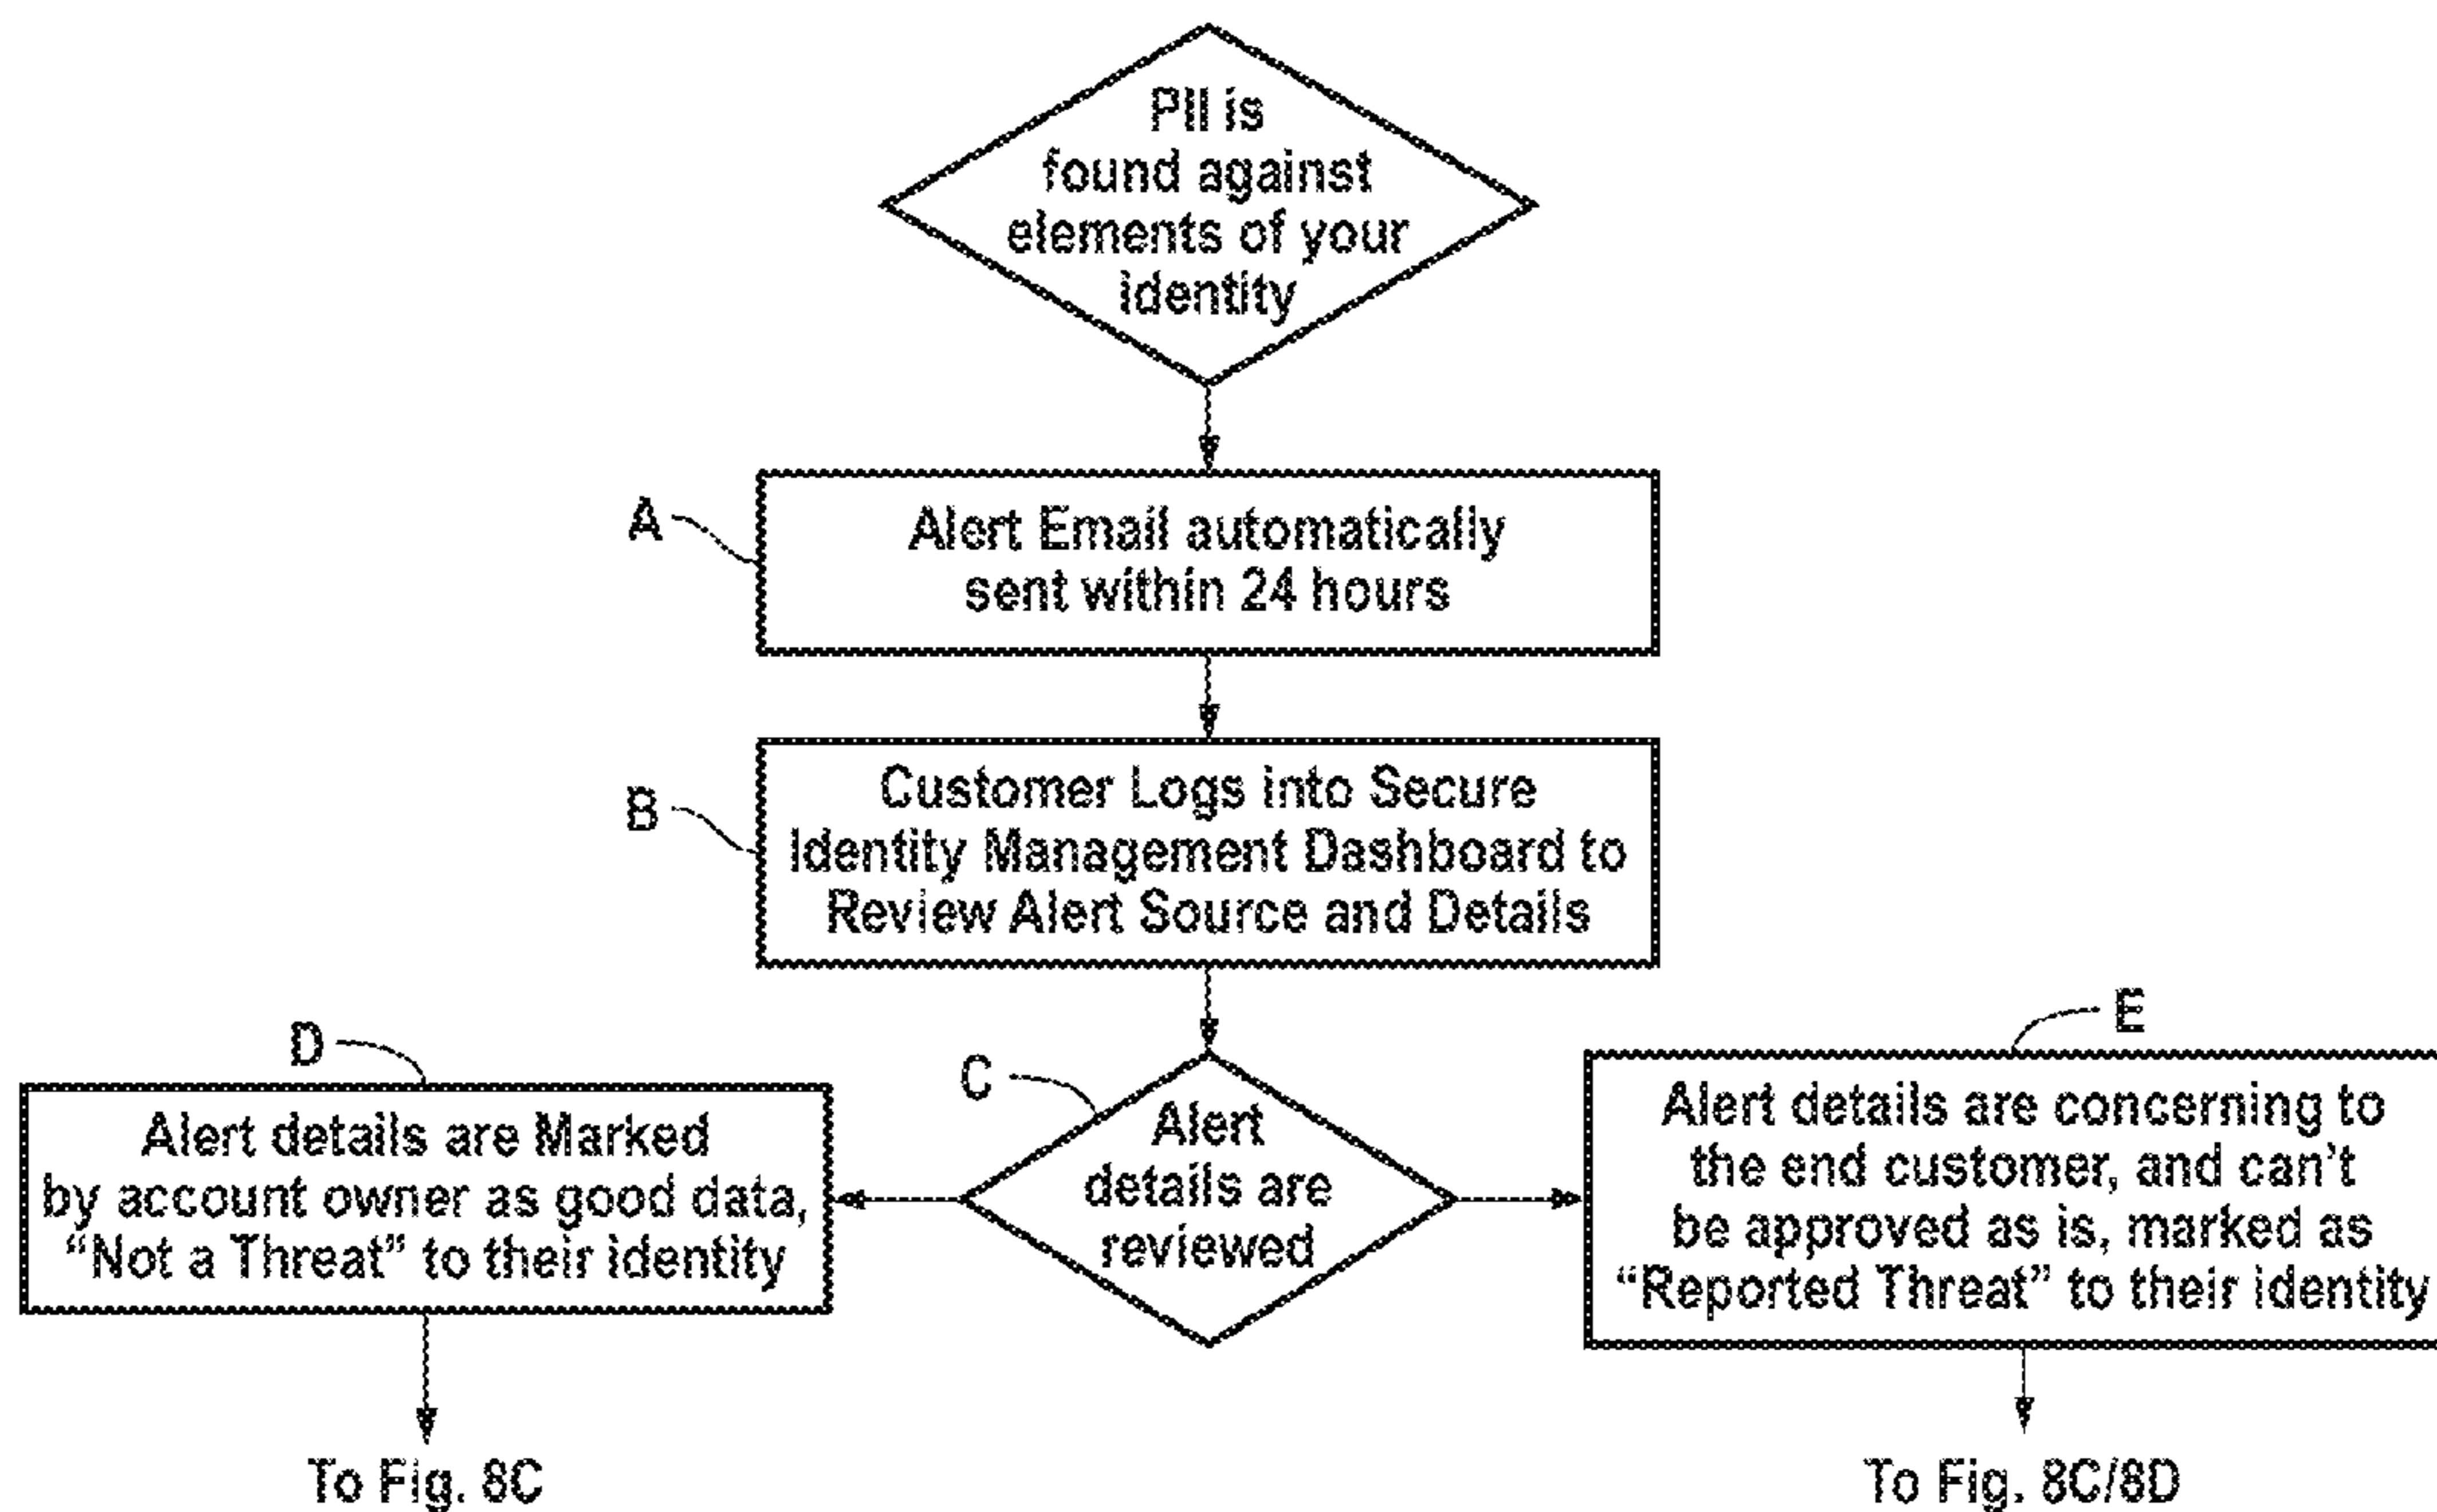 PII is
found against
elements of your
identity
A
Alert Email automatically
sent within 24 hours
B
Customer Logs into Secure
Identity Management Dashboard to
Review Alert Source and Details
D
Alert details are Marked
by account owner as good data,
“Not a Threat” to their identity
C
Alert
details are
reviewed
E
Alert details are concerning to
the end customer, and can’t
be approved as is, marked as
“Reported Threat” to their identity
To Fig. 8C
To Fig. 8C/8D